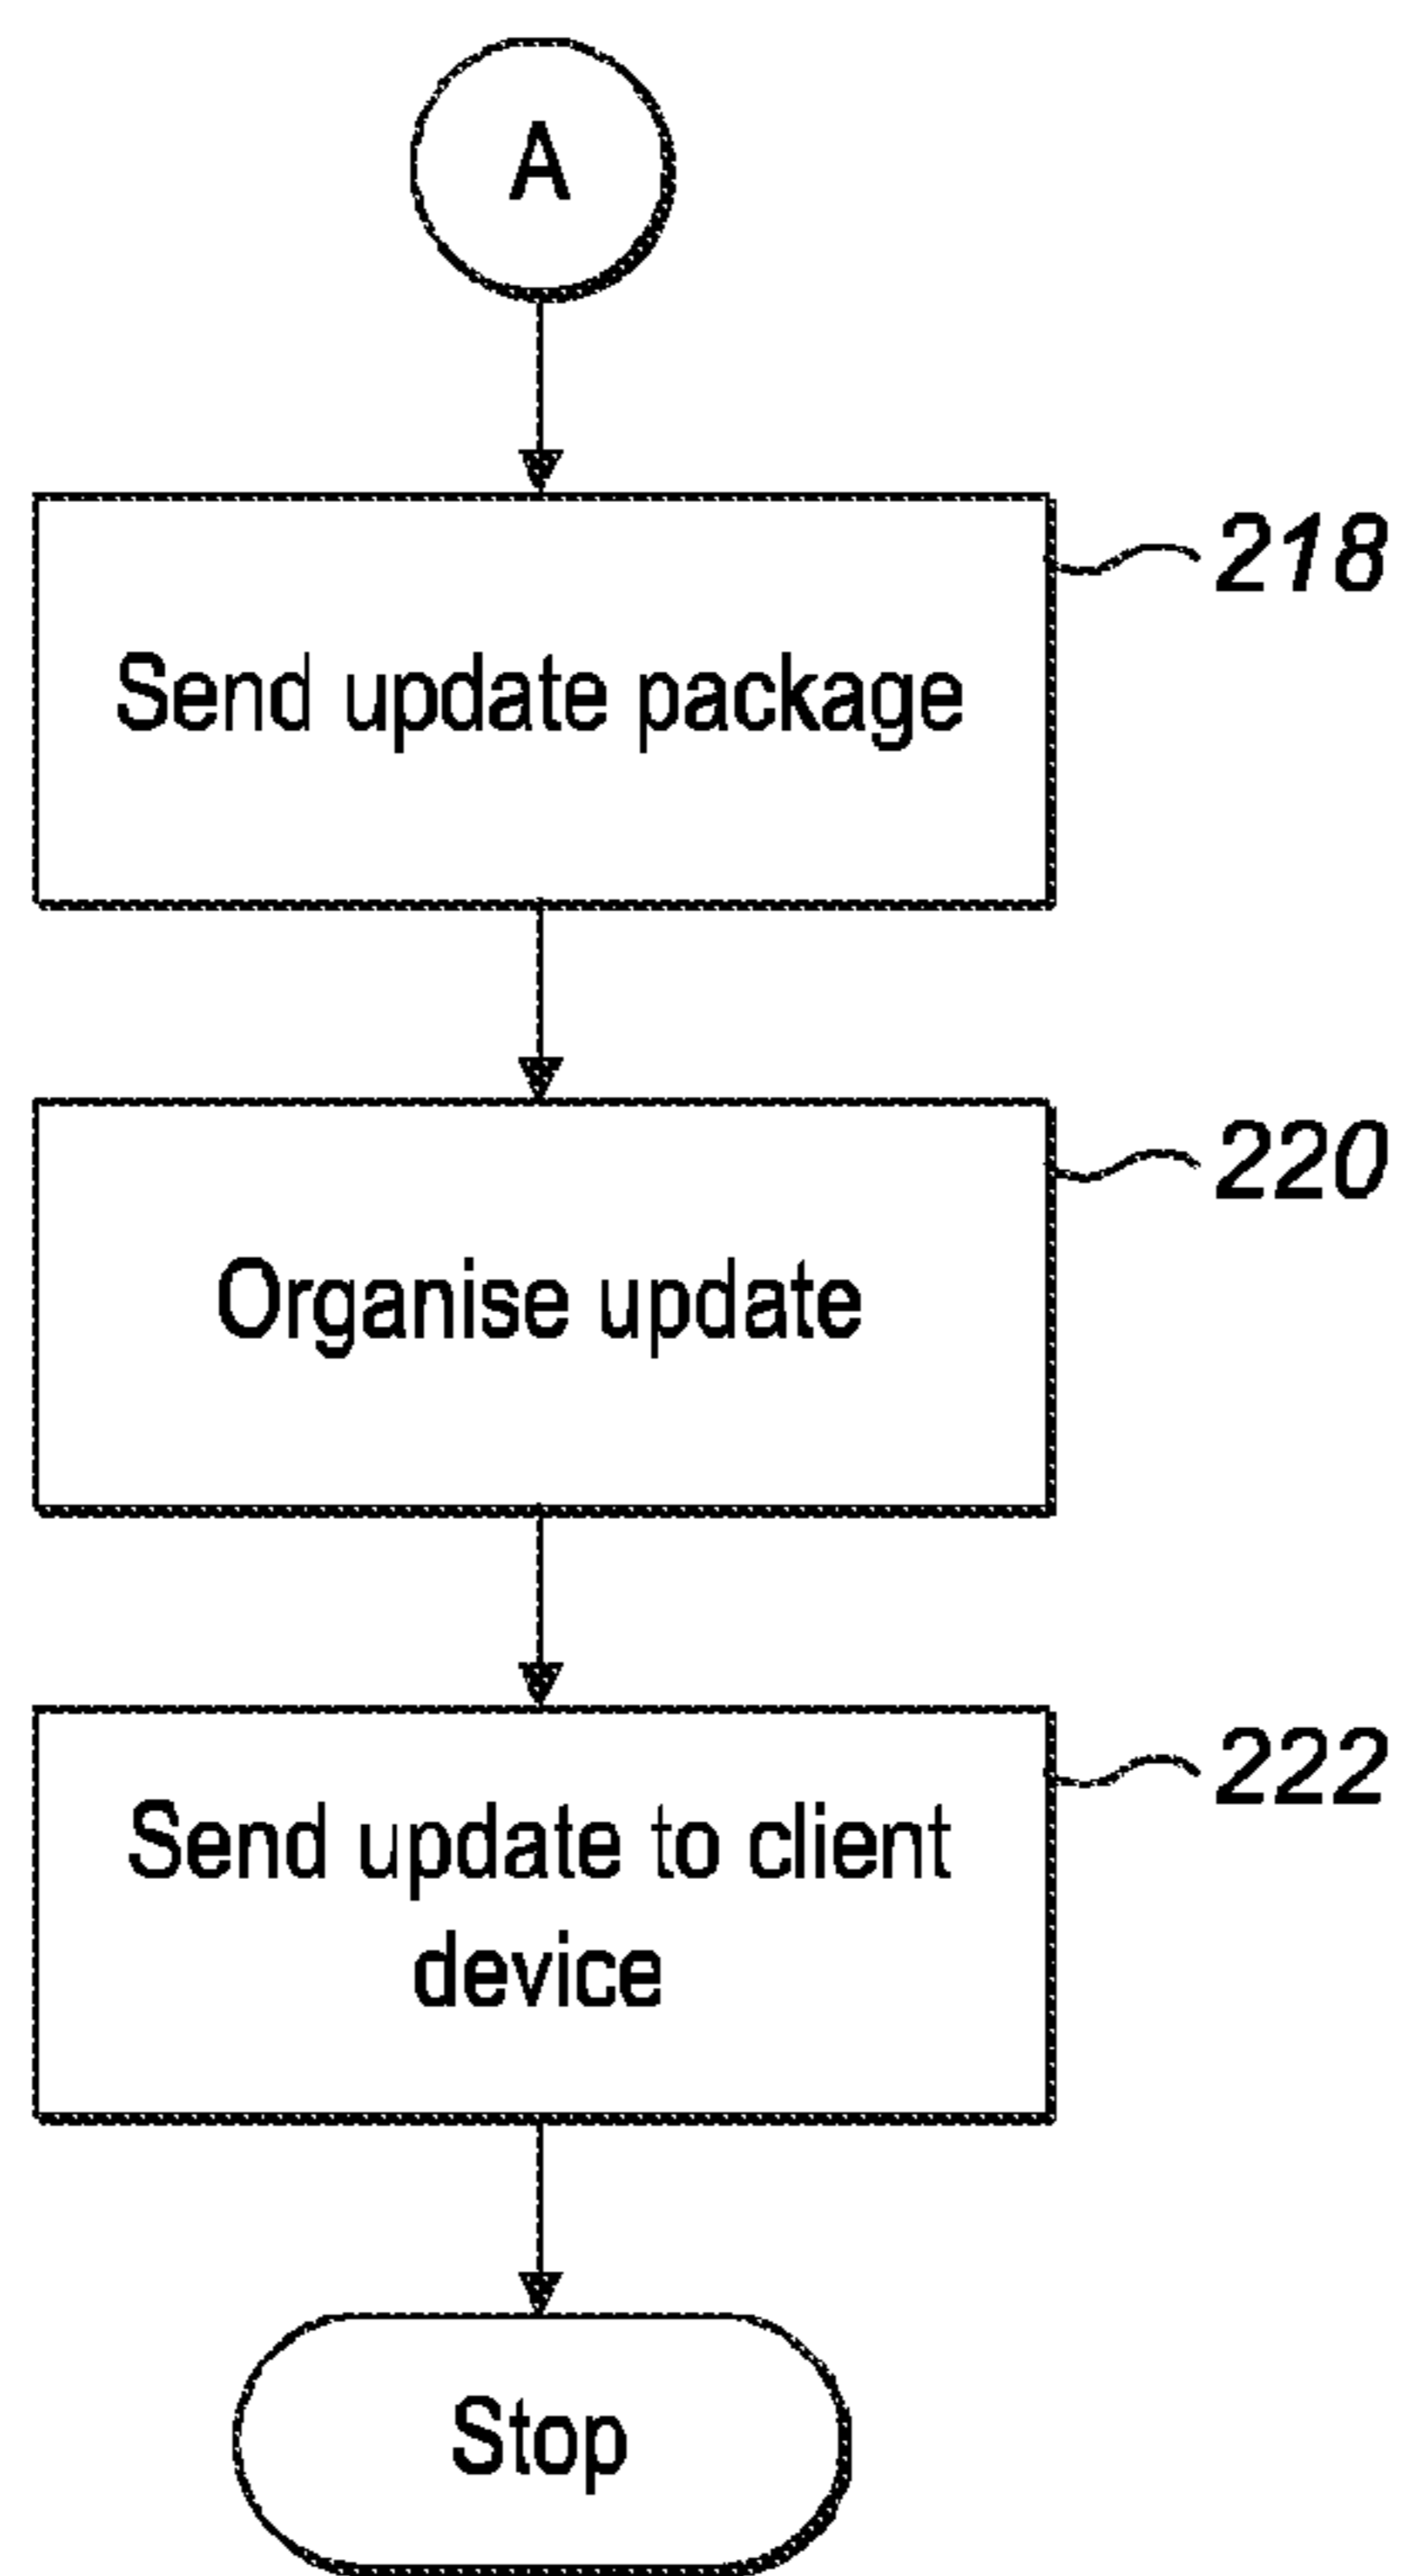 A
218
Send update package
220
Organise update
222
Send update to client
device
Stop